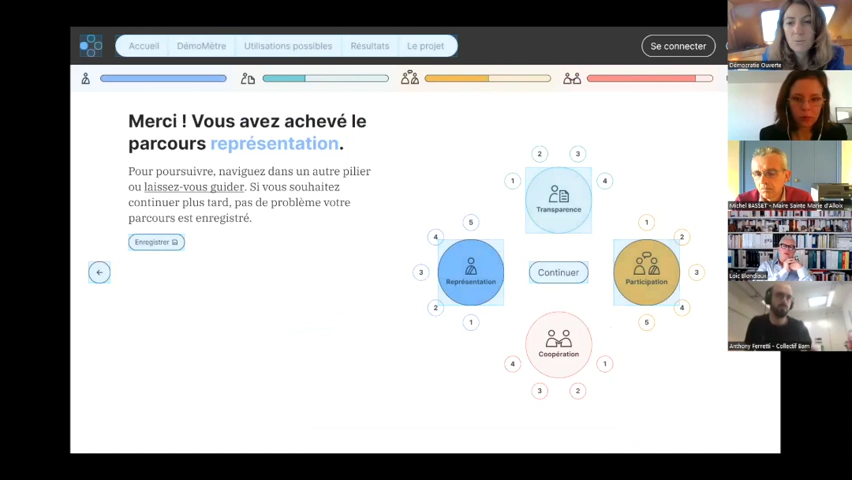 Accueil
DémoMètre
Utilisations possibles
Résultats
Le projet
Se connecter
Merci ! Vous avez achevé le
parcours représentation.
Pour poursuivre, naviguez dans un autre pilier
ou laissez-vous guider. Si vous souhaitez
continuer plus tard, pas de problème votre
parcours est enregistré.
Enregistrer
2
3
1
4
Transparence
5
4
3
2
1
Représentation
Continuer
1
2
3
4
5
Participation
Coopération
4
3
2
1
Démocratie Ouverte
Michel BASSET - Maire Sainte Marie d'Alloix
Loïc Blondiaux
Anthony Ferretti - Collectif Bam